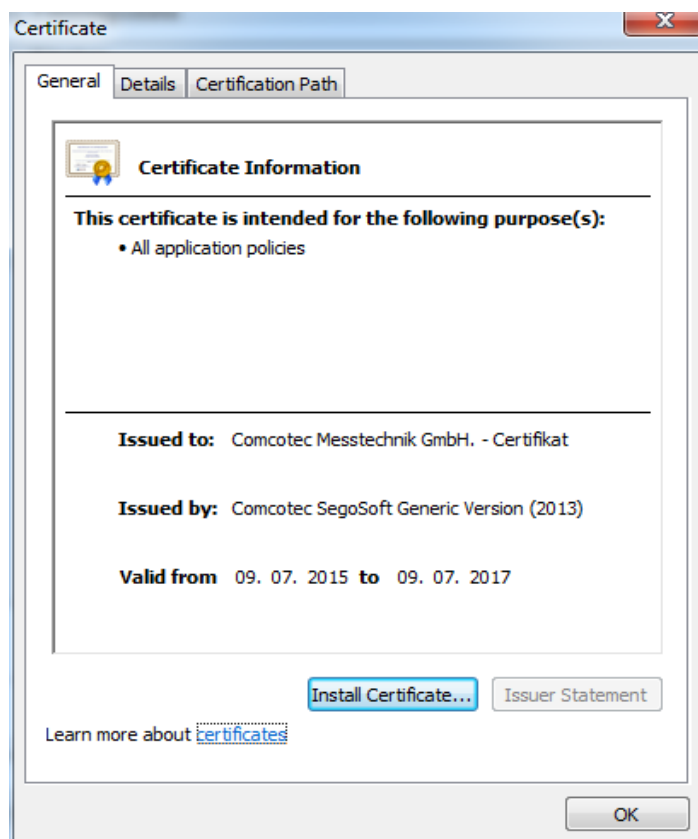 Certificate
General
Details
Certification Path
Certificate Information
This certificate is intended for the following purpose(s):
• All application policies
Issued to: Comcotec Messtechnik GmbH. - Certifikat
Issued by: Comcotec SegoSoft Generic Version (2013)
Valid from 09. 07. 2015 to 09. 07. 2017
Install Certificate...
Issuer Statement
Learn more about certificates
OK